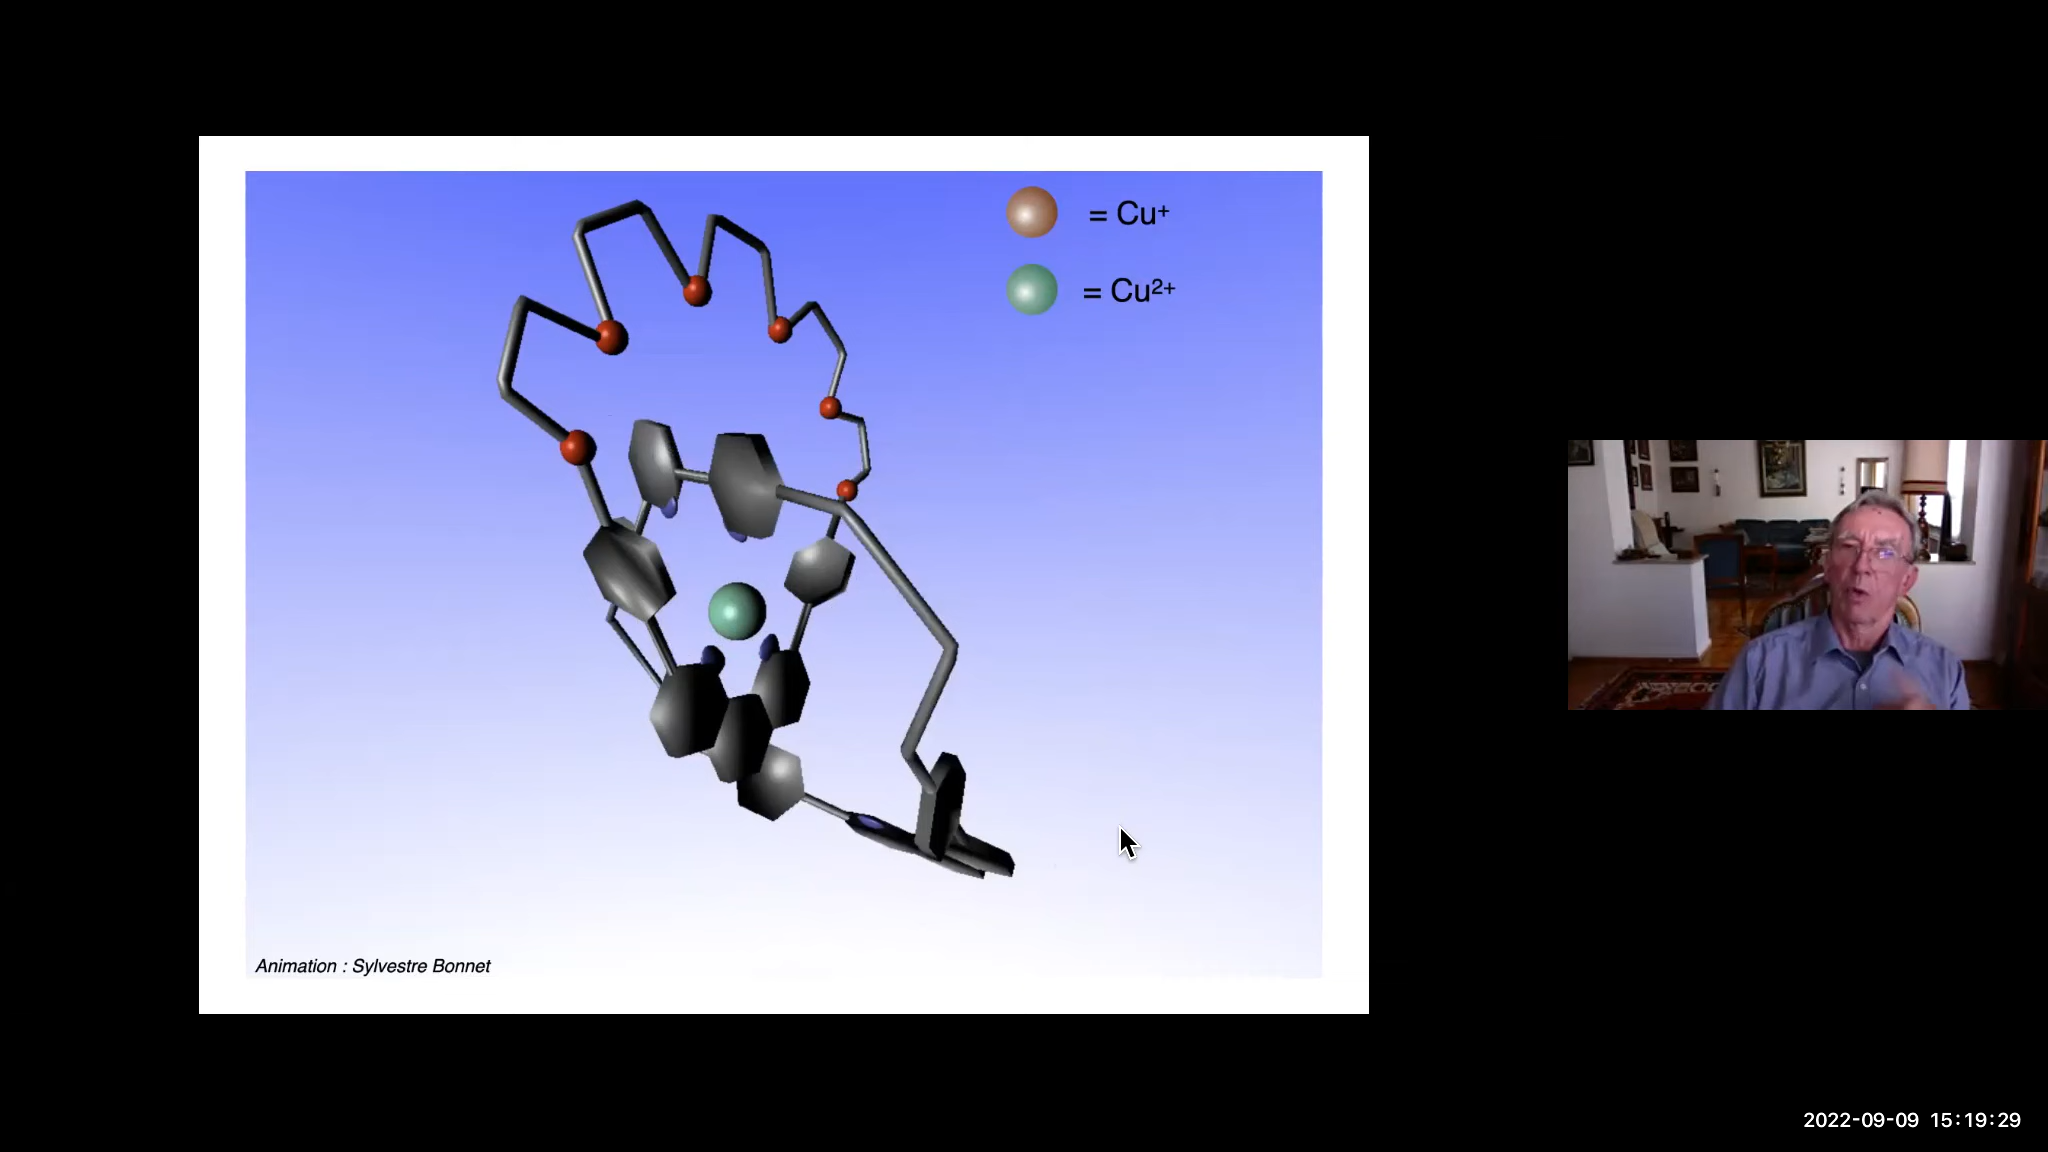 = Cu⁺
= Cu²⁺
Animation : Sylvestre Bonnet
2022-09-09 15:19:29